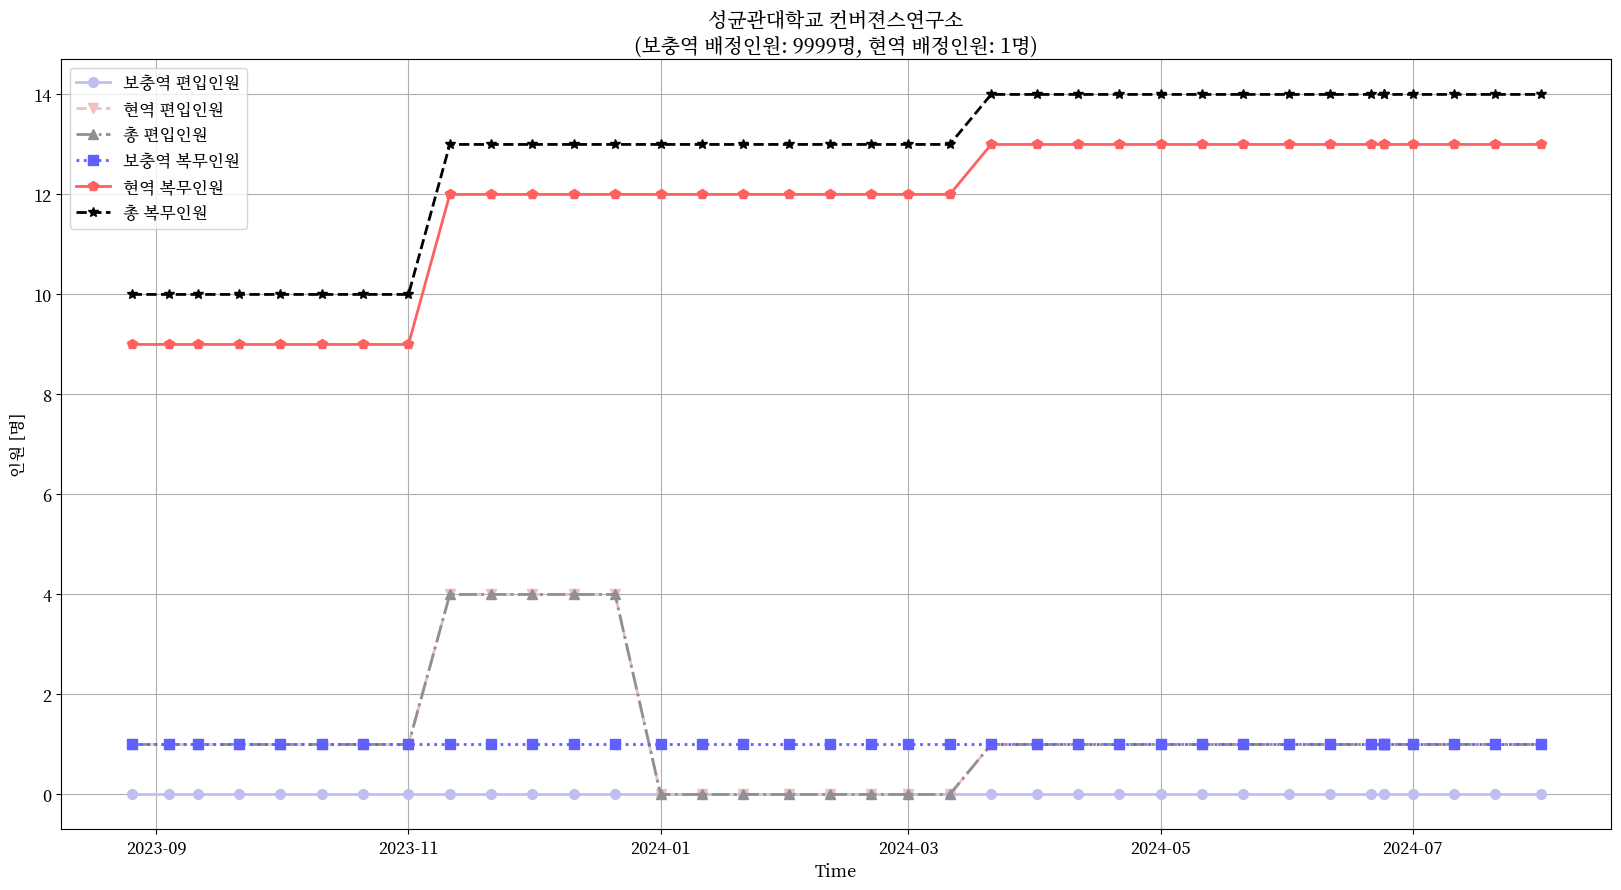 성균관대학교 컨버젼스연구소
(보충역 배정인원: 9999명, 현역 배정인원: 1명)
보충역 편입인원
현역 편입인원
총 편입인원
보충역 복무인원
현역 복무인원
총 복무인원
14
12
10
8
6
4
2
0
인원 [명]
2023-09
2023-11
2024-01
2024-03
2024-05
2024-07
Time